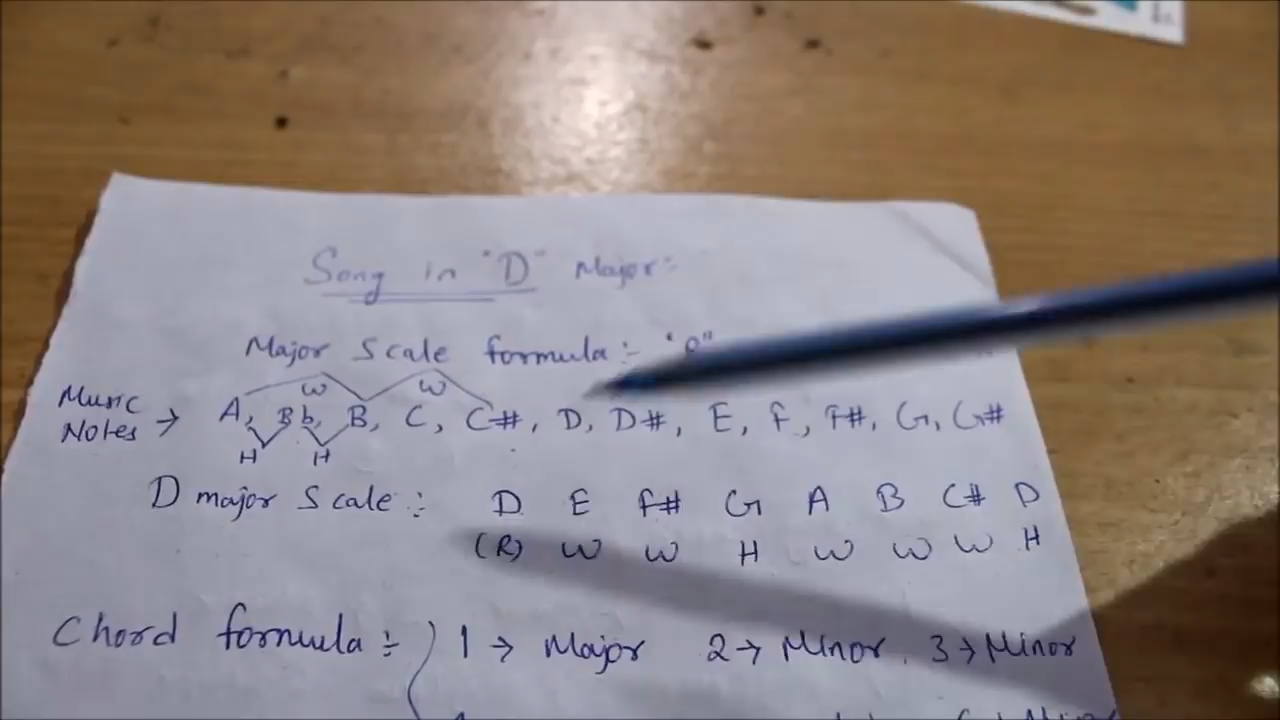 Song in "D" Major:-
Major Scale formula :- "R"
W W
Music Notes → A, Bb, B, C, C#, D, D#, E, F, F#, G, G#
H H
D major Scale :- D E F# G A B C# D
(R) W W H W W W H
Chord formula :- 1 → Major 2 → Minor, 3 → Minor